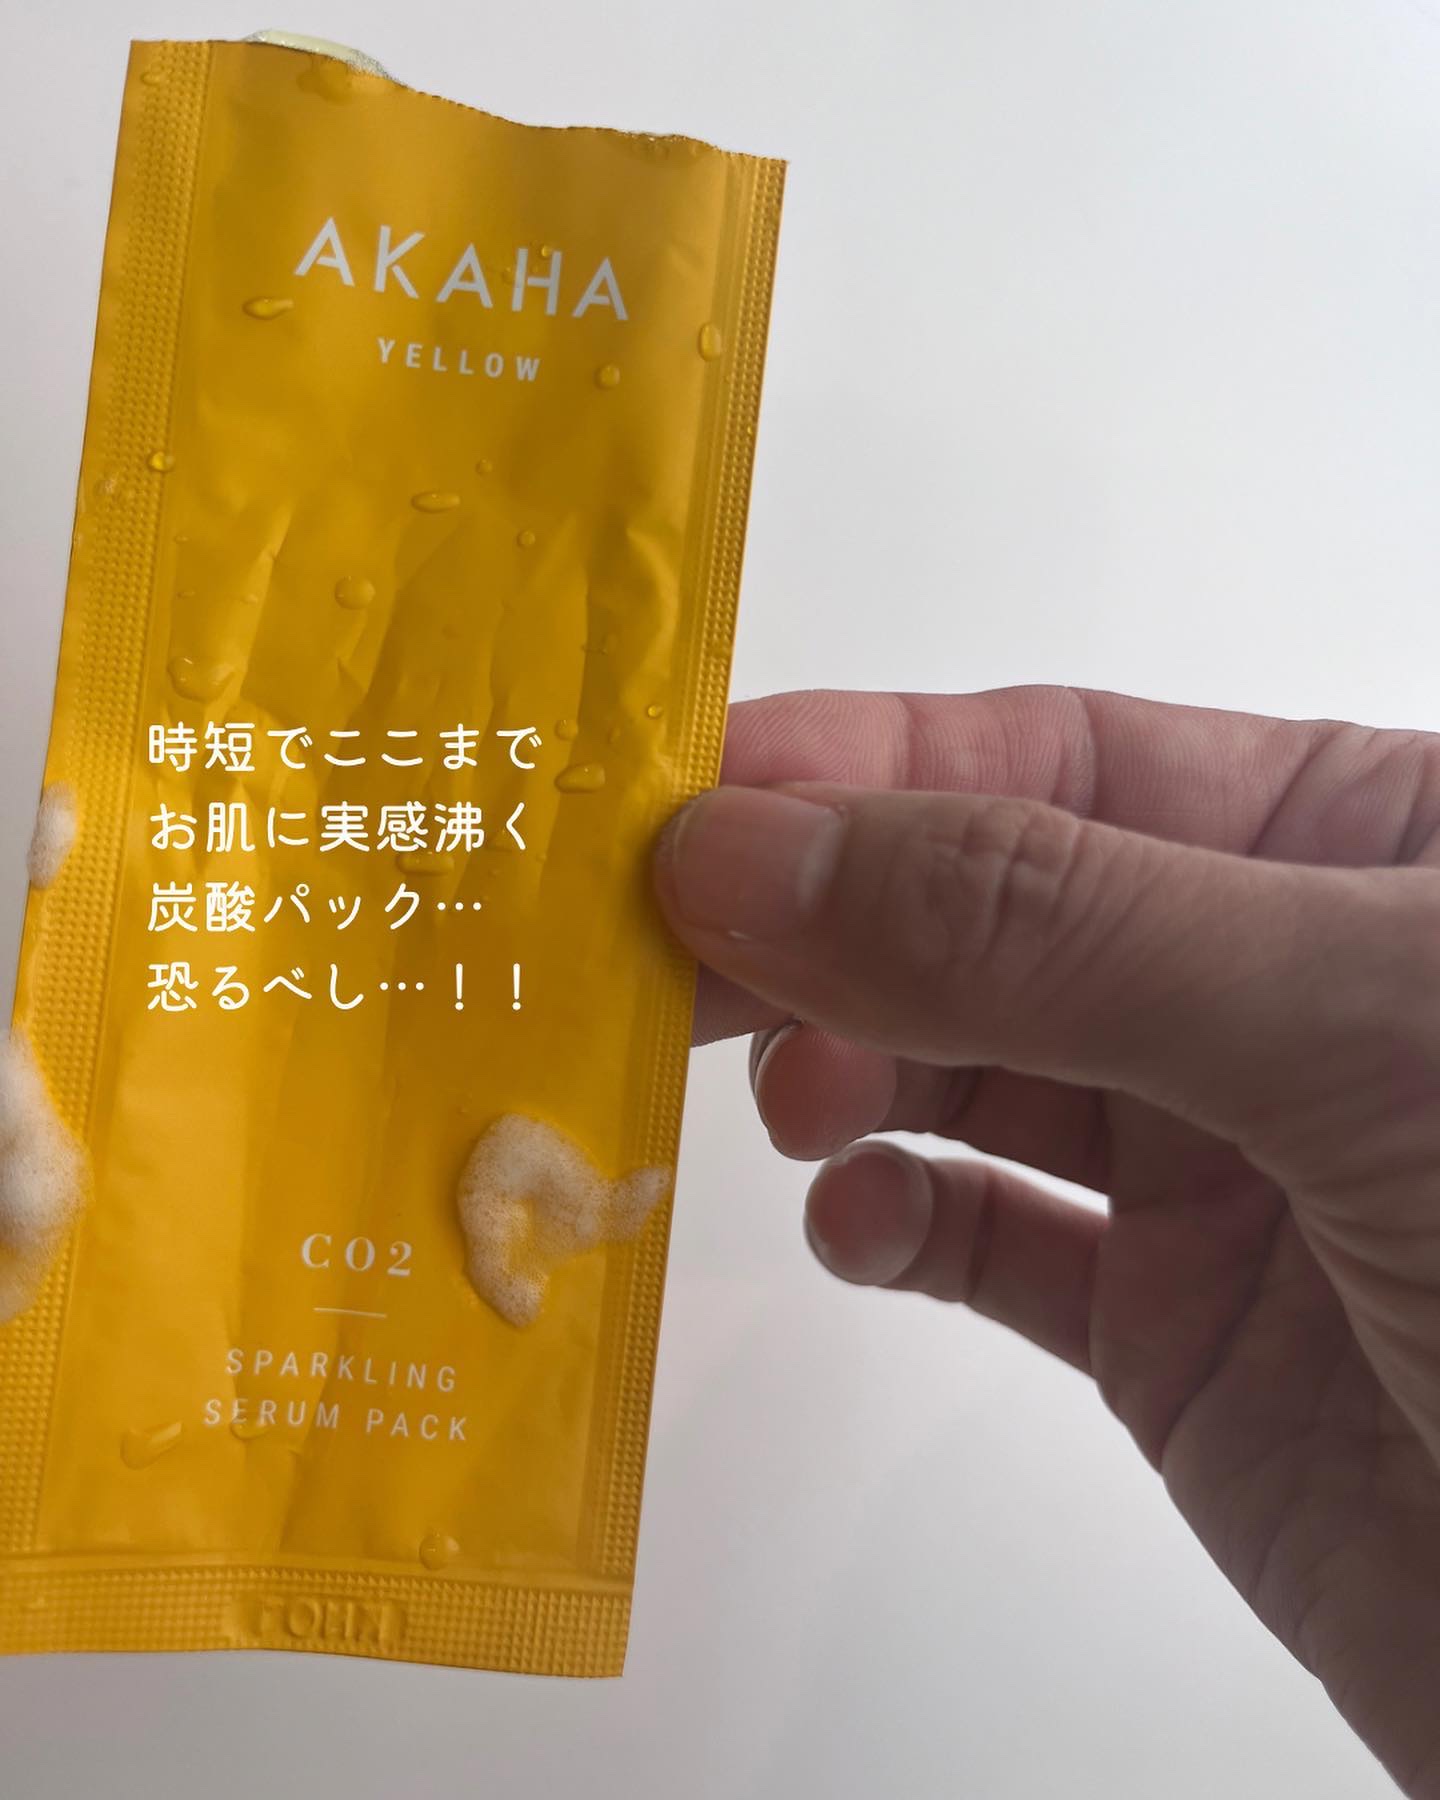 AKAHA
YELLOW
時短でここまで
お肌に実感沸く
炭酸パック…
恐るべし…！！
CO2
SPARKLING
SERUM PACK